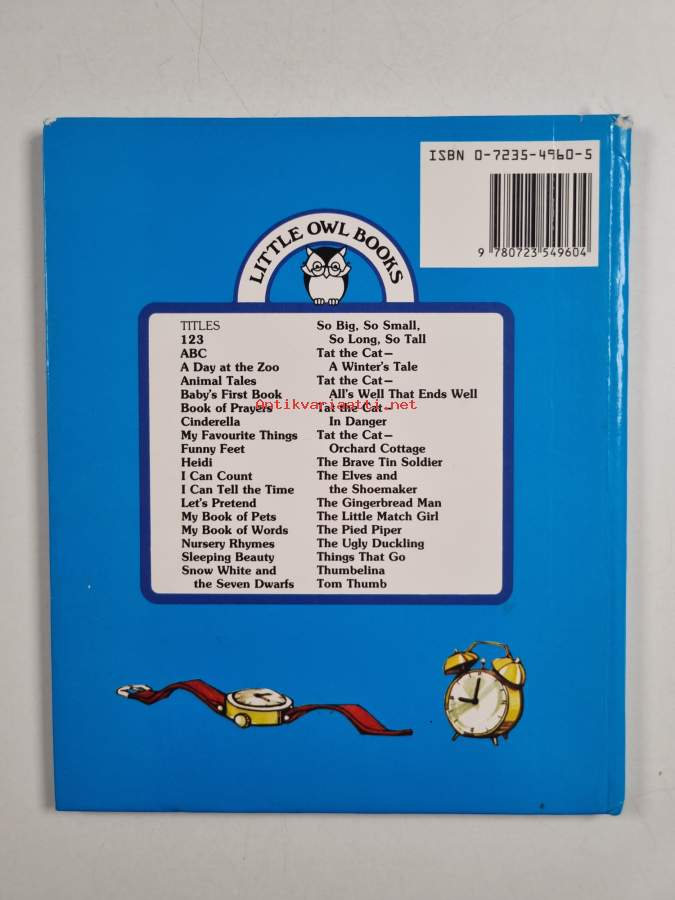 ISBN 0-7235-4960-5
9 780723 549604
LITTLE OWL BOOKS
TITLES
123
ABC
A Day at the Zoo
Animal Tales
Baby's First Book
Book of Prayers
Cinderella
My Favourite Things
Funny Feet
Heidi
I Can Count
I Can Tell the Time
Let's Pretend
My Book of Pets
My Book of Words
Nursery Rhymes
Sleeping Beauty
Snow White and
the Seven Dwarfs
So Big, So Small,
So Long, So Tall
Tat the Cat—
A Winter's Tale
Tat the Cat—
All's Well That Ends Well
Tat the Cat—
In Danger
Tat the Cat—
Orchard Cottage
The Brave Tin Soldier
The Elves and
the Shoemaker
The Gingerbread Man
The Little Match Girl
The Pied Piper
The Ugly Duckling
Things That Go
Thumbelina
Tom Thumb
Antikvariaatti.net